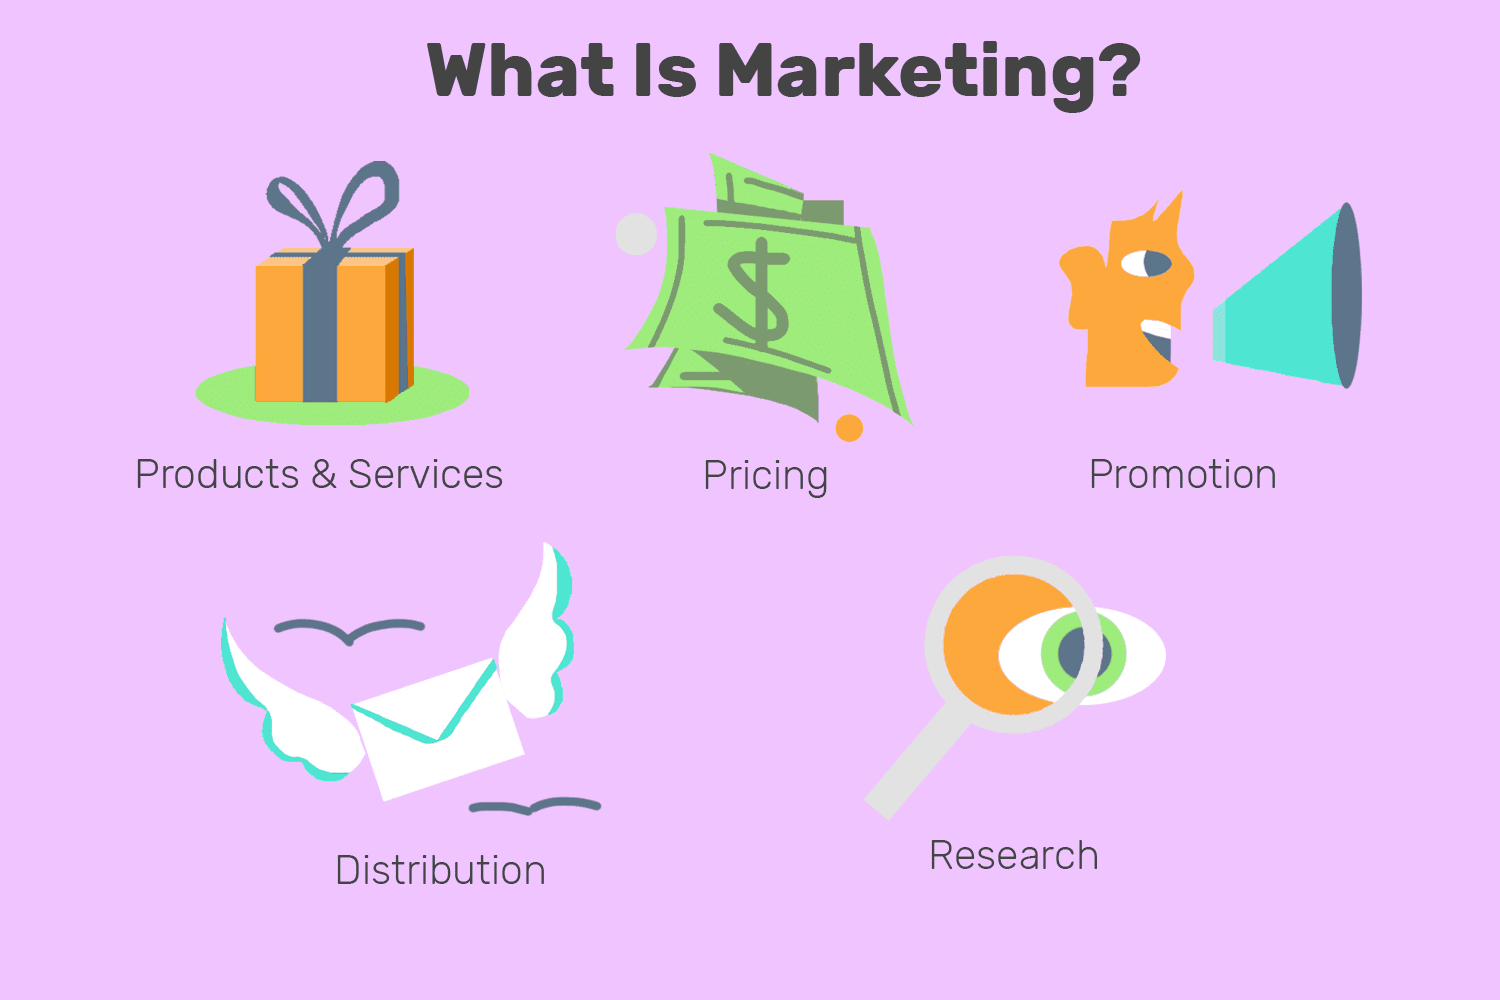 What Is Marketing?
Products & Services
Pricing
Promotion
Distribution
Research